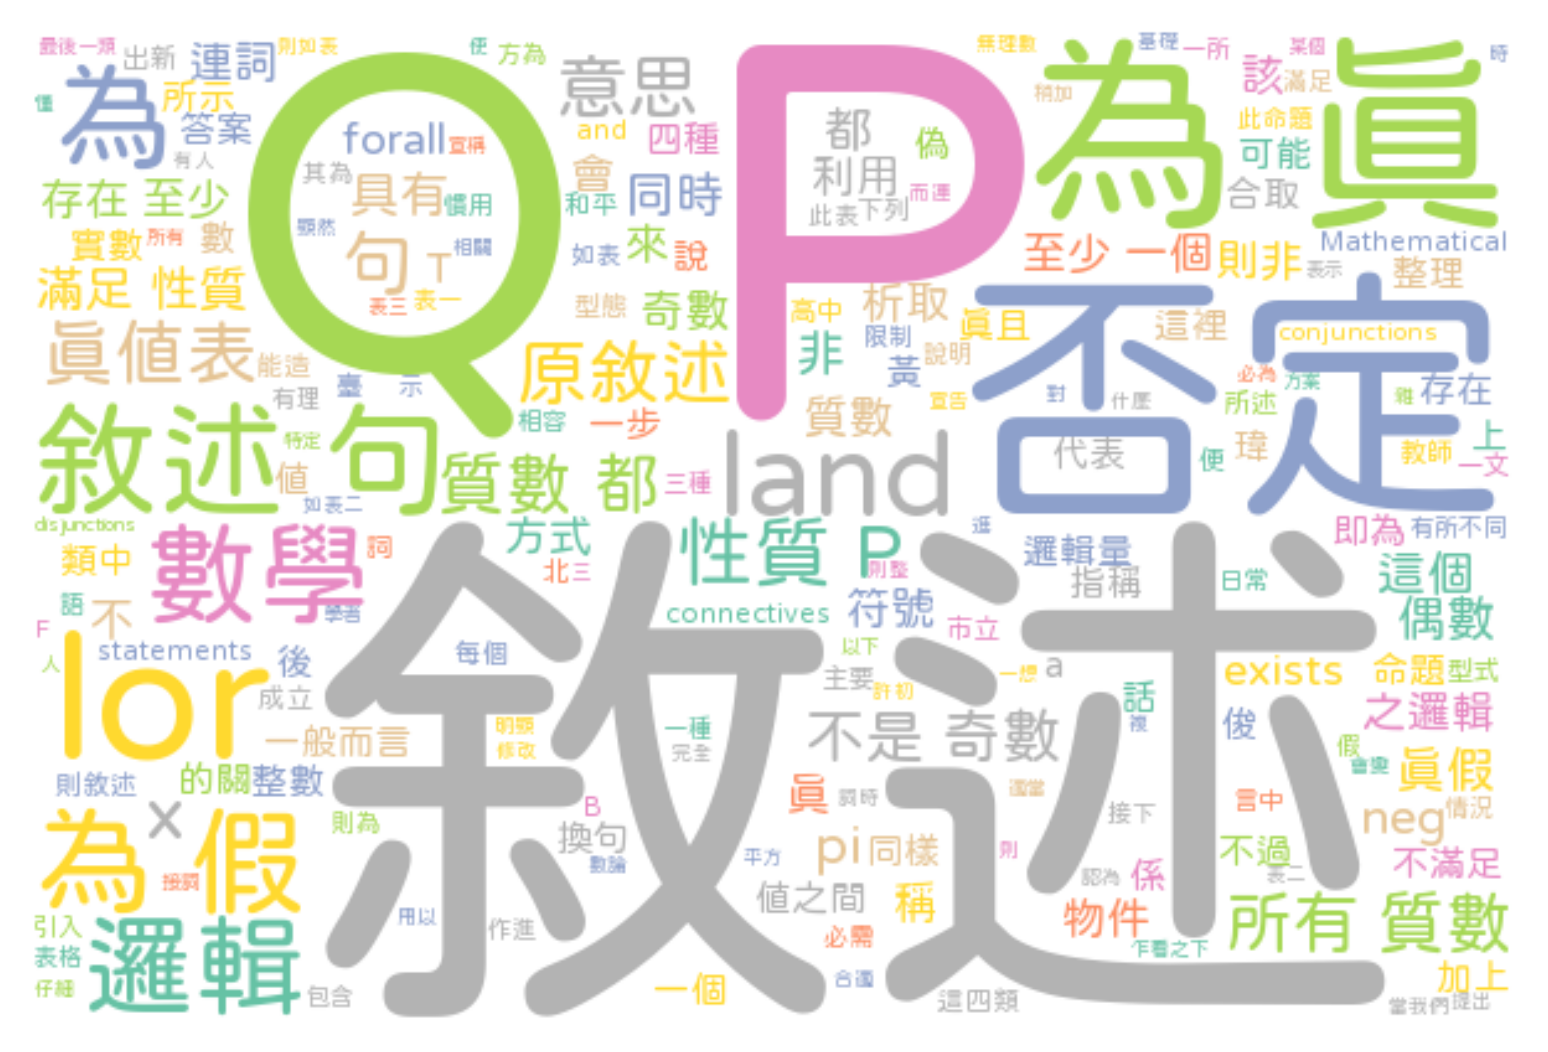 最後一類
出新
連詞
則如表
便
方為
意思
P
為真
無理數
基礎
一所
某個
時
僅
為
所示
答案
有人
Q
forall
宣稱
其為
具有
慣用
顯然
句
T
相關
表三
表一
and
四種
會
同時
和平
如表
來
說
型態
奇數
都
利用
偽
而連
此表
下列
稍加
該
滿足
此命題
可能
合取
存在 至少
實數
所有
數
滿足 性質
至少 一個
則非
Mathematical
表示
整理
眞值表
能造
有理
臺
示
原敘述
高中
析取
非
限制
黃
說明
眞且
這裡
否定
conjunctions
必為
方案
對
什麼
所述
雜
存在
敘述 句
特定
值
如表二
相容
一步
質數
宣告
質數 都
三種
land
代表
便
瑋
教師
上
一文
disjunctions
類中
數學
詞
方式
北三
性質 P
則整
邏輯量
指稱
日常
即為
有所不同
這個
偶數
語
不
學者
F
人
lor
statements
後
成立
一般而言
敘述
每個
明顯
修改
connectives
符號
市立
以下
主要
許初
一想
a
話
複
exists
命題
型式
之邏輯
俊
一種
完全
不是 奇數
則敘述
的關
整數
為假
x
接詞
則為
B
換句
數論
眞
詞時
適當
接下
言中
假
會變
眞假
neg
情況
平方
pi
同樣
則
認為
係
不過
表二
不滿足
引入
表格
仔細
邏輯
包含
用以
作進
值之間
稱
必需
物件
乍看之下
所有 質數
一個
合適
這四類
加上
當我們
提出